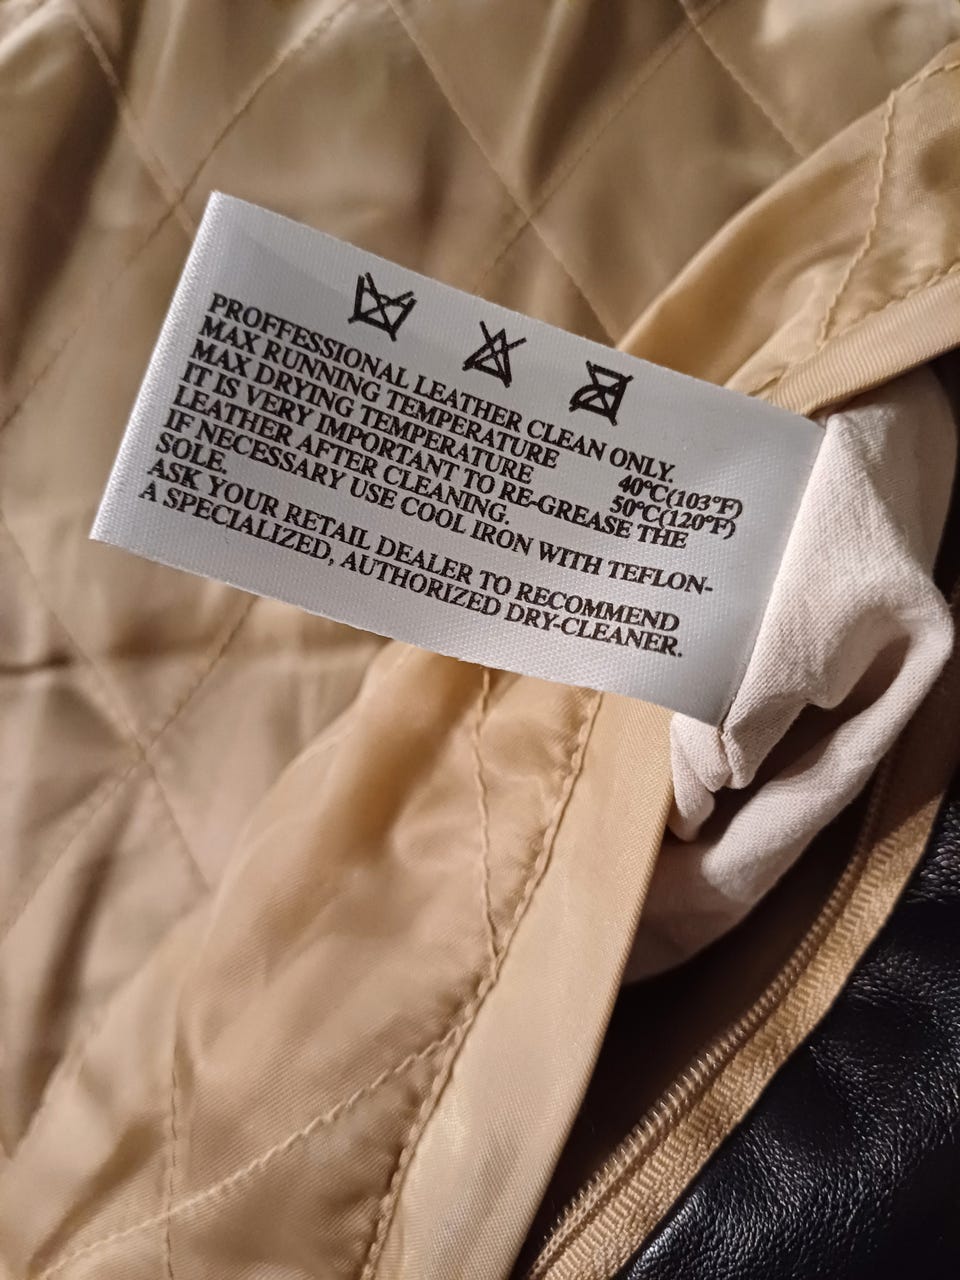 PROFFESSIONAL LEATHER CLEAN ONLY.
MAX RUNNING TEMPERATURE 40°C(103°F)
MAX DRYING TEMPERATURE 50°C(120°F)
IT IS VERY IMPORTANT TO RE-GREASE THE
LEATHER AFTER CLEANING.
IF NECESSARY USE COOL IRON WITH TEFLON-
SOLE.
ASK YOUR RETAIL DEALER TO RECOMMEND
A SPECIALIZED, AUTHORIZED DRY-CLEANER.